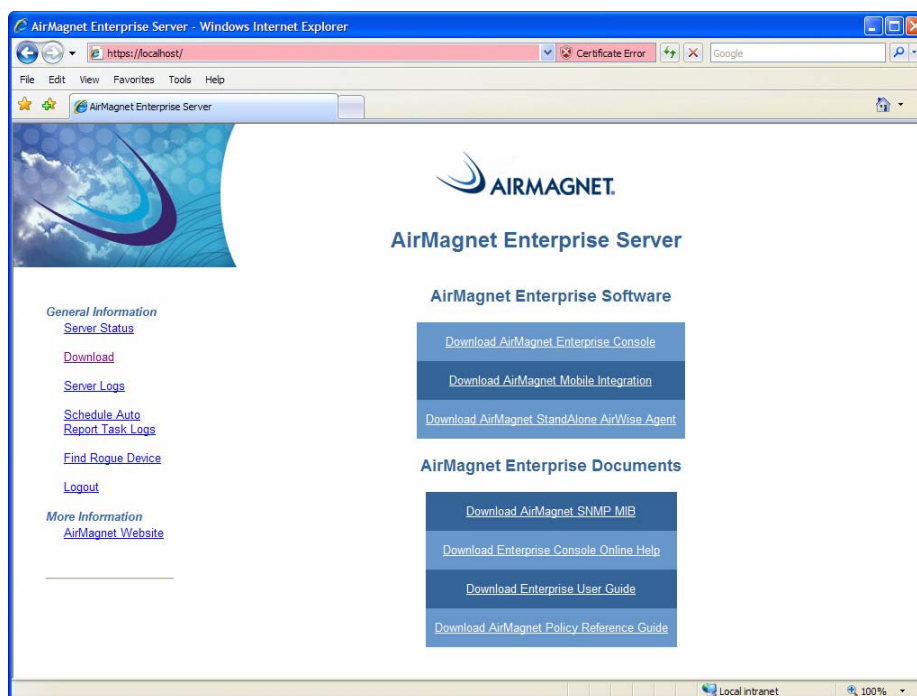 AirMagnet Enterprise Server - Windows Internet Explorer
https://localhost/
Certificate Error
Google
File Edit View Favorites Tools Help
AirMagnet Enterprise Server
AIRMAGNET.
AirMagnet Enterprise Server
General Information
Server Status
Download
Server Logs
Schedule Auto
Report Task Logs
Find Rogue Device
Logout
More Information
AirMagnet Website
AirMagnet Enterprise Software
Download AirMagnet Enterprise Console
Download AirMagnet Mobile Integration
Download AirMagnet StandAlone AirWise Agent
AirMagnet Enterprise Documents
Download AirMagnet SNMP MIB
Download Enterprise Console Online Help
Download Enterprise User Guide
Download AirMagnet Policy Reference Guide
Local intranet
100%